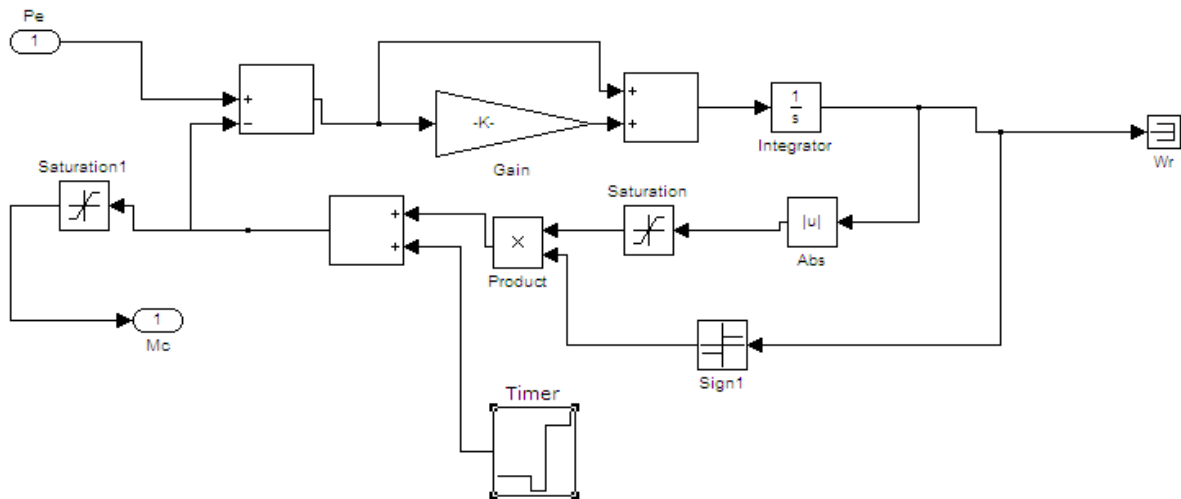 Pe
1
+
−
-K-
Gain
+
+
1
s
Integrator
Wr
Saturation1
Saturation
|u|
Abs
+
+
×
Product
1
Mc
Sign1
Timer